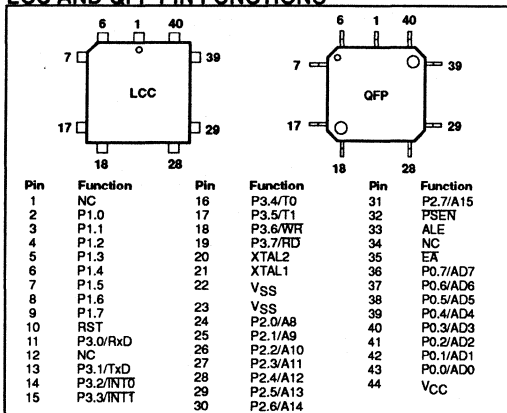 LCC AND QFP PIN FUNCTIONS
6 1 40
7 39
LCC
17 29
18 28
6 1 40
7 39
QFP
17 29
18 28
Pin Function
1 NC
2 P1.0
3 P1.1
4 P1.2
5 P1.3
6 P1.4
7 P1.5
8 P1.6
9 P1.7
10 RST
11 P3.0/RxD
12 NC
13 P3.1/TxD
14 P3.2/INT0
15 P3.3/INT1
Pin Function
16 P3.4/T0
17 P3.5/T1
18 P3.6/WR
19 P3.7/RD
20 XTAL2
21 XTAL1
22 VSS
23 VSS
24 P2.0/A8
25 P2.1/A9
26 P2.2/A10
27 P2.3/A11
28 P2.4/A12
29 P2.5/A13
30 P2.6/A14
Pin Function
31 P2.7/A15
32 PSEN
33 ALE
34 NC
35 EA
36 P0.7/AD7
37 P0.6/AD6
38 P0.5/AD5
39 P0.4/AD4
40 P0.3/AD3
41 P0.2/AD2
42 P0.1/AD1
43 P0.0/AD0
44 VCC